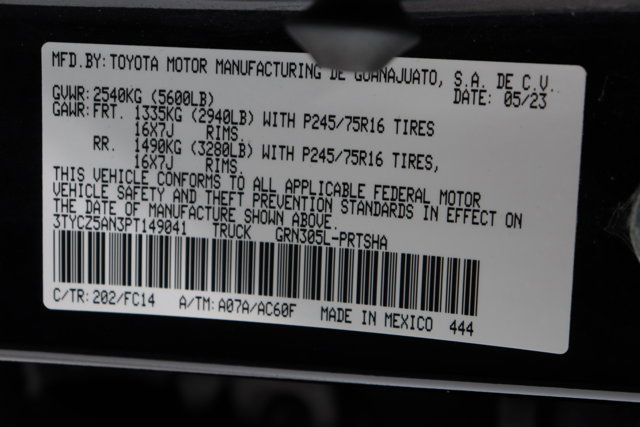 MFD.BY: TOYOTA MOTOR MANUFACTURING DE GUANAJUATO, S.A. DE C.V.
GVWR: 2540KG (5600LB) DATE: 05/23
GAWR: FRT. 1335KG (2940LB) WITH P245/75R16 TIRES
16X7J RIMS.
RR. 1490KG (3280LB) WITH P245/75R16 TIRES,
16X7J RIMS.
THIS VEHICLE CONFORMS TO ALL APPLICABLE FEDERAL MOTOR
VEHICLE SAFETY AND THEFT PREVENTION STANDARDS IN EFFECT ON
THE DATE OF MANUFACTURE SHOWN ABOVE.
3TYCZ5AN3PT149041 TRUCK GRN305L-PRTSHA
C/TR: 202/FC14 A/TM: A07A/AC60F MADE IN MEXICO 444